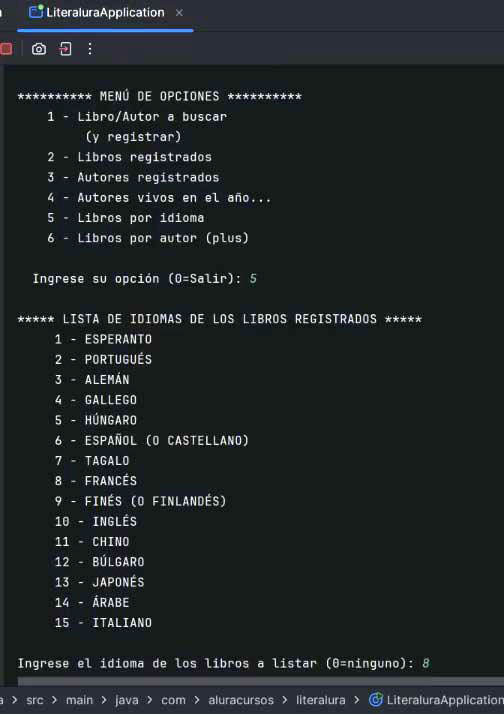 LiteraluraApplication
********** MENÚ DE OPCIONES **********
1 - Libro/Autor a buscar
(y registrar)
2 - Libros registrados
3 - Autores registrados
4 - Autores vivos en el año...
5 - Libros por idioma
6 - Libros por autor (plus)
Ingrese su opción (0=Salir): 5
***** LISTA DE IDIOMAS DE LOS LIBROS REGISTRADOS *****
1 - ESPERANTO
2 - PORTUGUÉS
3 - ALEMÁN
4 - GALLEGO
5 - HÚNGARO
6 - ESPAÑOL (O CASTELLANO)
7 - TAGALO
8 - FRANCÉS
9 - FINÉS (O FINLANDÉS)
10 - INGLÉS
11 - CHINO
12 - BÚLGARO
13 - JAPONÉS
14 - ÁRABE
15 - ITALIANO
Ingrese el idioma de los libros a listar (0=ninguno): 8
a > src > main > java > com > aluracursos > literalura > LiteraluraApplication